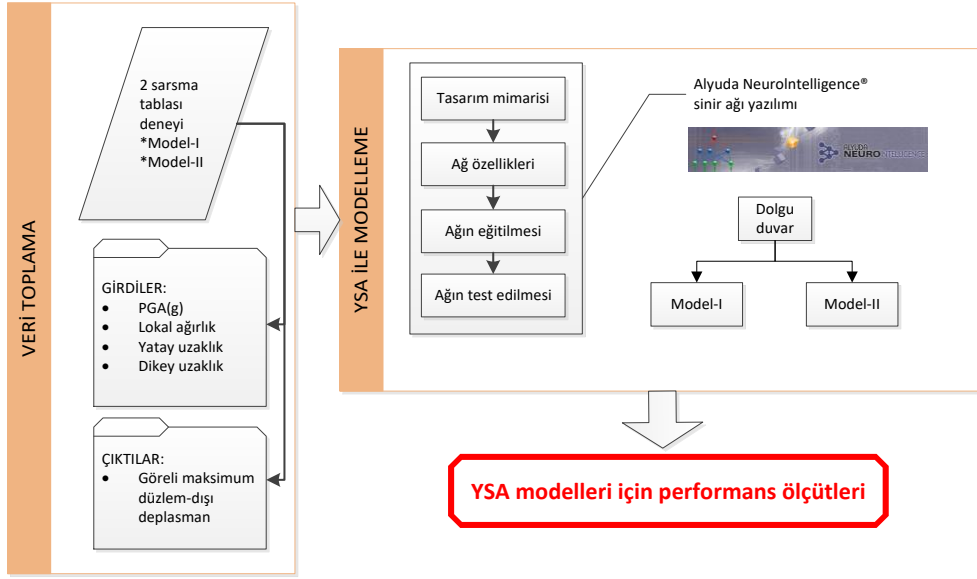 VERİ TOPLAMA
2 sarsma
tablası
deneyi
*Model-I
*Model-II
GİRDİLER:
• PGA(g)
• Lokal ağırlık
• Yatay uzaklık
• Dikey uzaklık
ÇIKTILAR:
• Göreli maksimum
düzlem-dışı
deplasman
YSA İLE MODELLEME
Tasarım mimarisi
Ağ özellikleri
Ağın eğitilmesi
Ağın test edilmesi
Alyuda NeuroIntelligence®
sinir ağı yazılımı
ALYUDA
NEUROINTELLIGENCE
Dolgu
duvar
Model-I
Model-II
YSA modelleri için performans ölçütleri